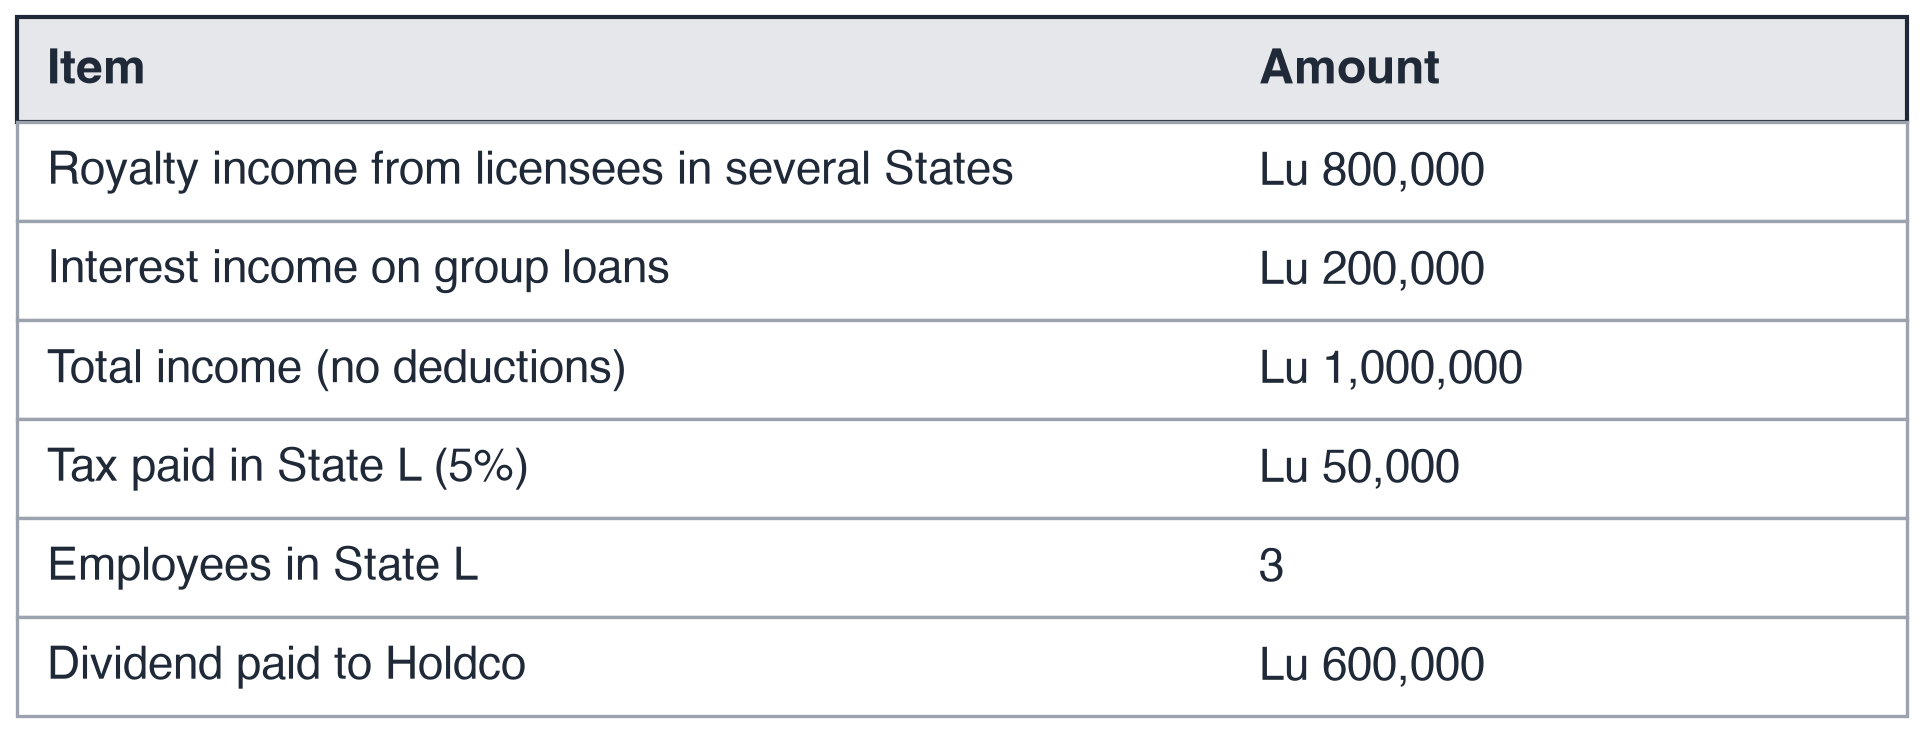 Item Amount
Royalty income from licensees in several States Lu 800,000
Interest income on group loans Lu 200,000
Total income (no deductions) Lu 1,000,000
Tax paid in State L (5%) Lu 50,000
Employees in State L 3
Dividend paid to Holdco Lu 600,000